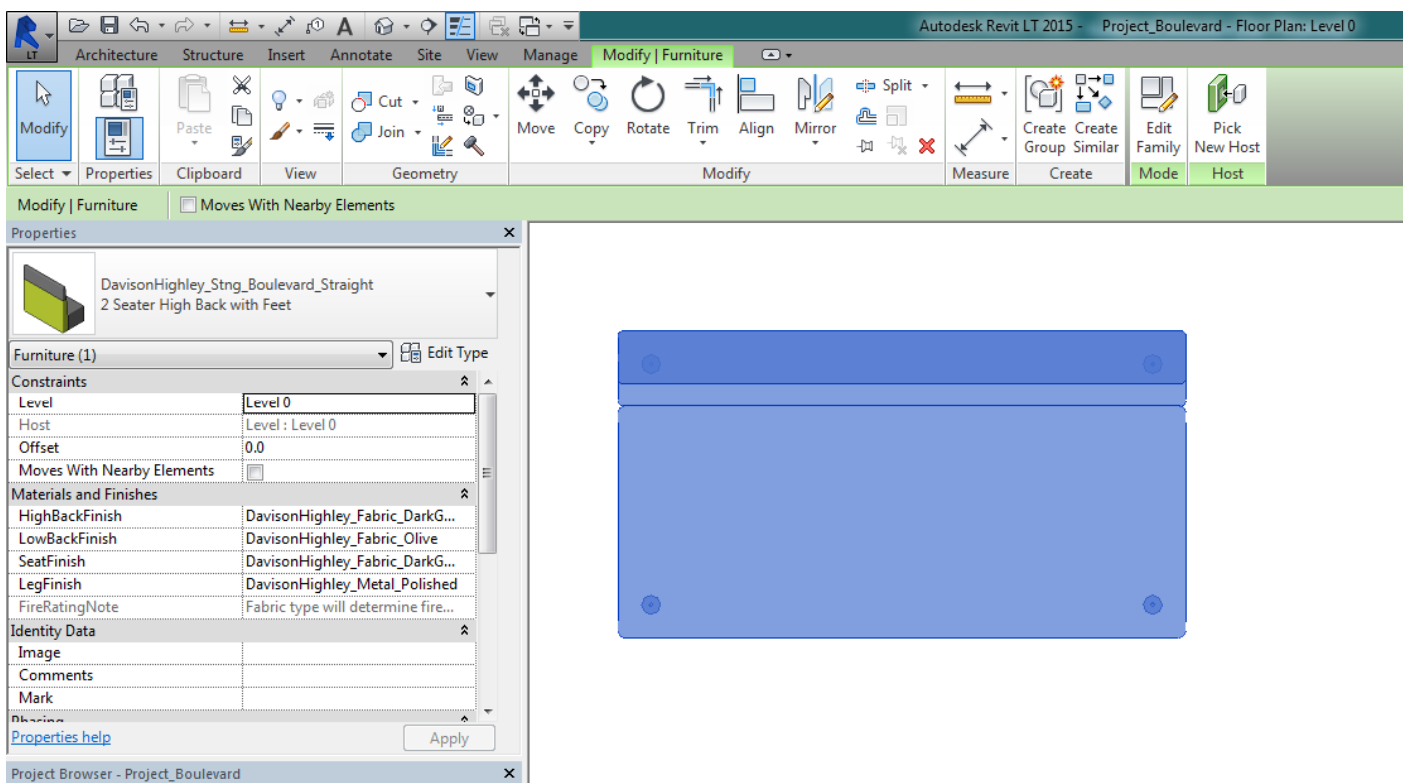 Autodesk Revit LT 2015 - Project_Boulevard - Floor Plan: Level 0
LT
Architecture Structure Insert Annotate Site View Manage Modify | Furniture
Modify Paste Cut Join Move Copy Rotate Trim Align Mirror Split Create Group Create Similar Edit Family Pick New Host
Select Properties Clipboard View Geometry Modify Measure Create Mode Host
Modify | Furniture Moves With Nearby Elements
Properties
DavisonHighley_Stng_Boulevard_Straight
2 Seater High Back with Feet
Furniture (1) Edit Type
Constraints
Level Level 0
Host Level : Level 0
Offset 0.0
Moves With Nearby Elements
Materials and Finishes
HighBackFinish DavisonHighley_Fabric_DarkG...
LowBackFinish DavisonHighley_Fabric_Olive
SeatFinish DavisonHighley_Fabric_DarkG...
LegFinish DavisonHighley_Metal_Polished
FireRatingNote Fabric type will determine fire...
Identity Data
Image
Comments
Mark
Phasing
Properties help Apply
Project Browser - Project_Boulevard